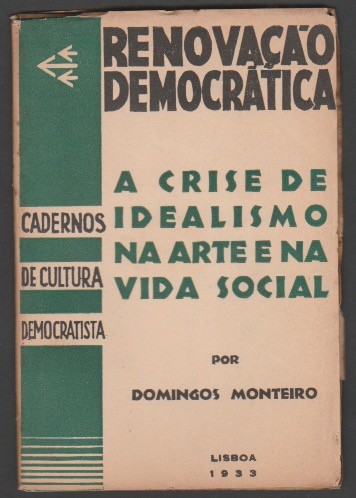 RENOVAÇÃO
DEMOCRÁTICA
A CRISE DE
IDEALISMO
NA ARTE E NA
VIDA SOCIAL
CADERNOS
DE CULTURA
DEMOCRATISTA
POR
DOMINGOS MONTEIRO
LISBOA
1933